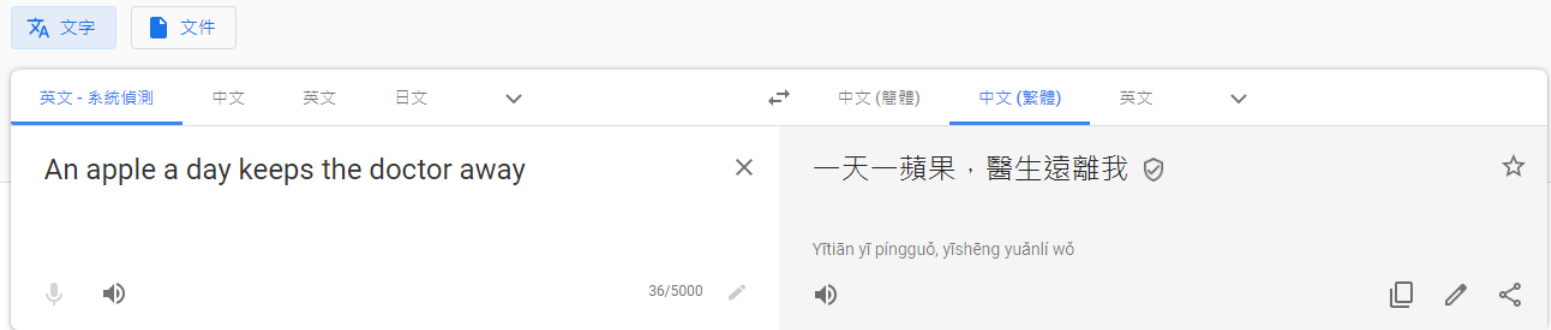 文字 文件
英文 - 系統偵測 中文 英文 日文 中文 (簡體) 中文 (繁體) 英文
An apple a day keeps the doctor away
一天一蘋果，醫生遠離我
Yītiān yī píngguǒ, yīshēng yuǎnlí wǒ
36/5000